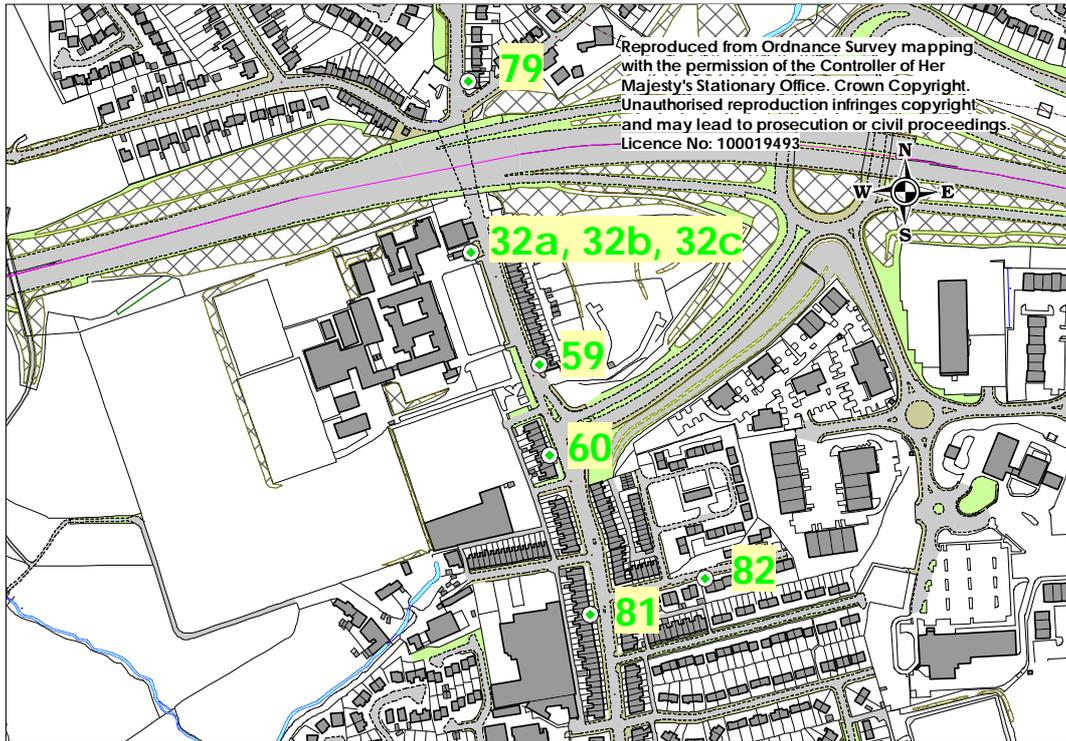 79
Reproduced from Ordnance Survey mapping
with the permission of the Controller of Her
Majesty's Stationary Office. Crown Copyright.
Unauthorised reproduction infringes copyright
and may lead to prosecution or civil proceedings.
Licence No: 100019493
N
W E
S
32a, 32b, 32c
59
60
82
81